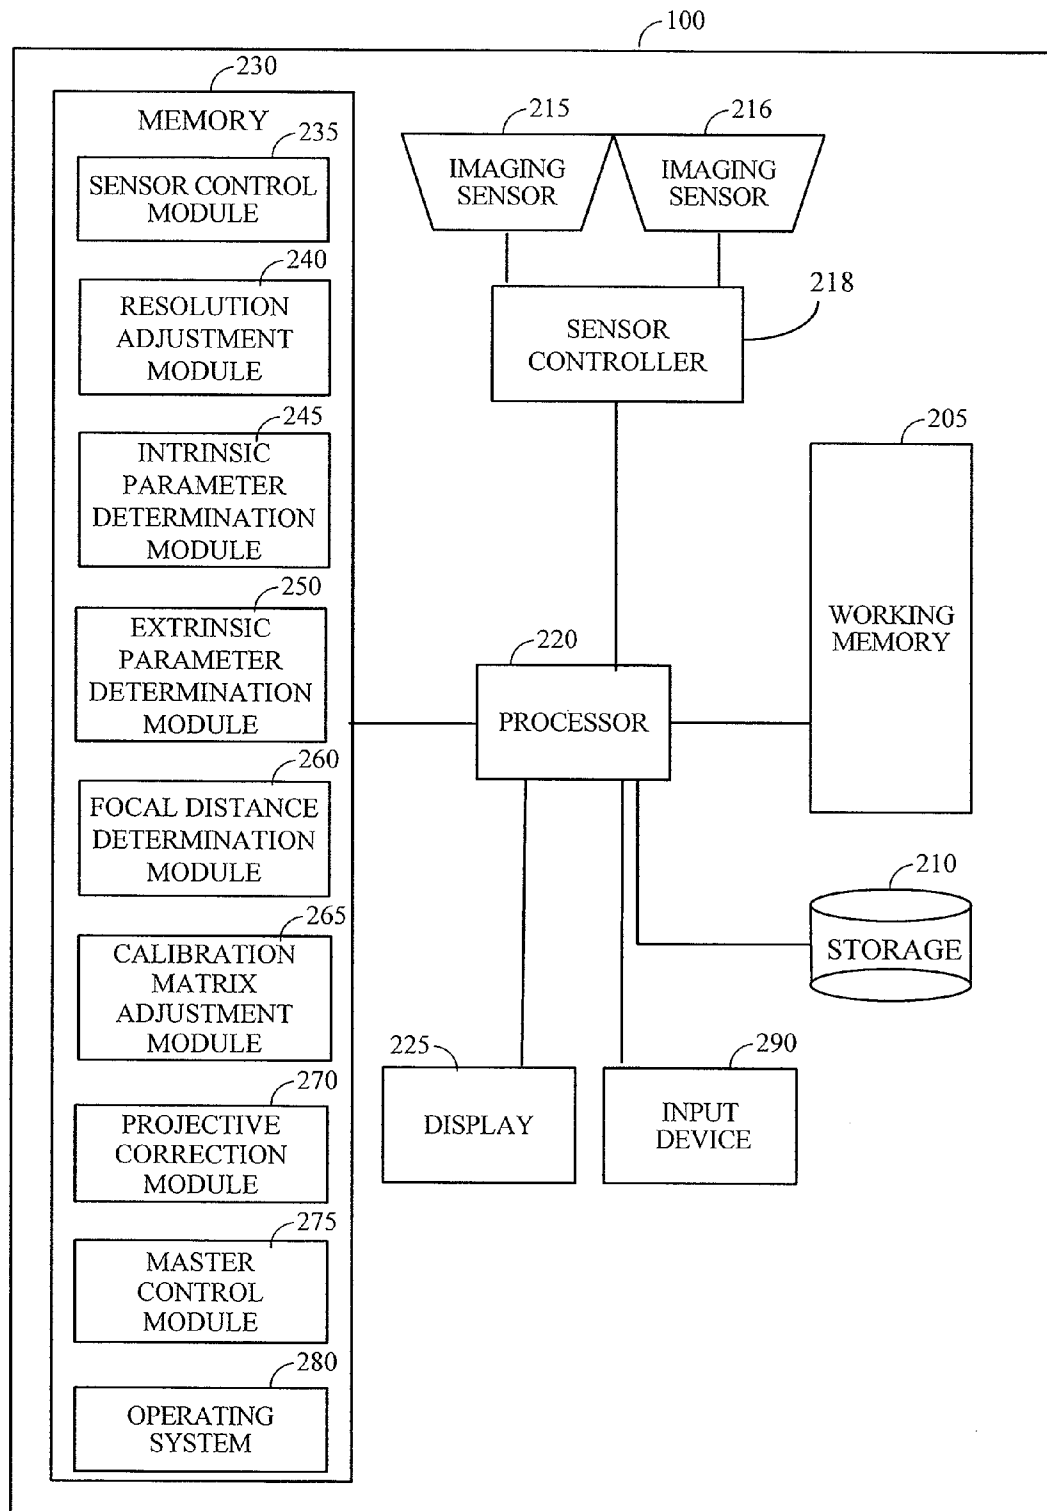 100
230
MEMORY
235
SENSOR CONTROL
MODULE
240
RESOLUTION
ADJUSTMENT
MODULE
245
INTRINSIC
PARAMETER
DETERMINATION
MODULE
250
EXTRINSIC
PARAMETER
DETERMINATION
MODULE
260
FOCAL DISTANCE
DETERMINATION
MODULE
265
CALIBRATION
MATRIX
ADJUSTMENT
MODULE
270
PROJECTIVE
CORRECTION
MODULE
275
MASTER
CONTROL
MODULE
280
OPERATING
SYSTEM
215
IMAGING
SENSOR
216
IMAGING
SENSOR
218
SENSOR
CONTROLLER
205
WORKING
MEMORY
220
PROCESSOR
210
STORAGE
225
DISPLAY
290
INPUT
DEVICE